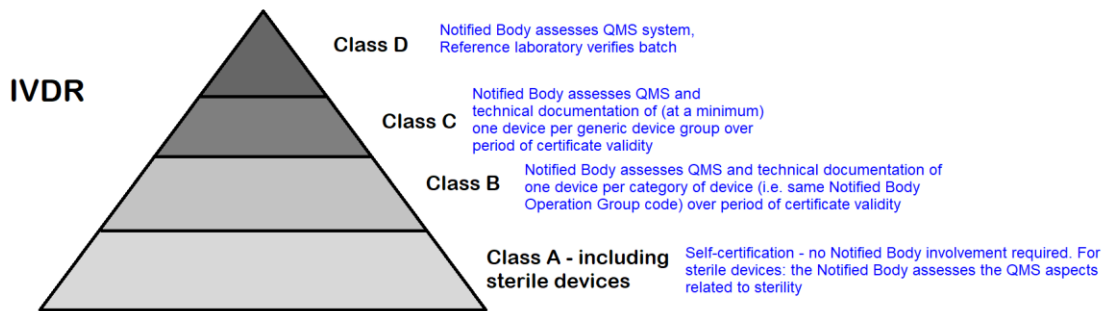 IVDR
Class D
Notified Body assesses QMS system,
Reference laboratory verifies batch
Class C
Notified Body assesses QMS and
technical documentation of (at a minimum)
one device per generic device group over
period of certificate validity
Class B
Notified Body assesses QMS and technical documentation of
one device per category of device (i.e. same Notified Body
Operation Group code) over period of certificate validity
Class A - including
sterile devices
Self-certification - no Notified Body involvement required. For
sterile devices: the Notified Body assesses the QMS aspects
related to sterility